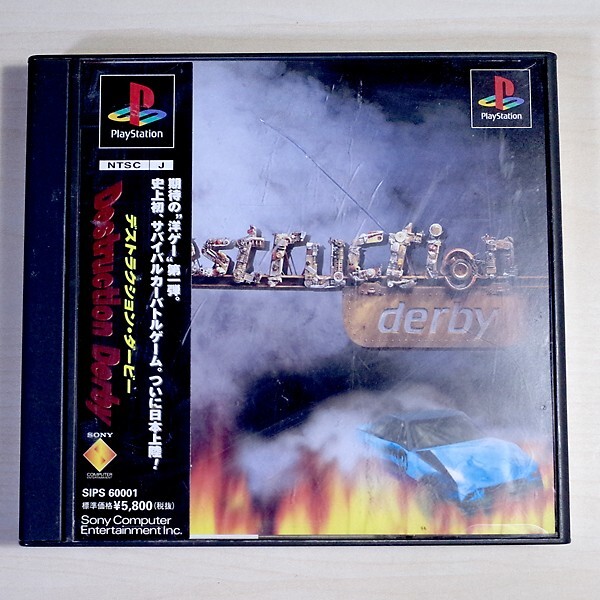 PlayStation
NTSC J
期待の"洋ゲー"第一弾。
史上初、サバイバルカーバトルゲーム。ついに日本上陸!
デストラクション・ダービー
Destruction Derby
SONY
COMPUTER
ENTERTAINMENT
SIPS 60001
標準価格¥5,800(税抜)
Sony Computer
Entertainment Inc.
PlayStation
struction
derby